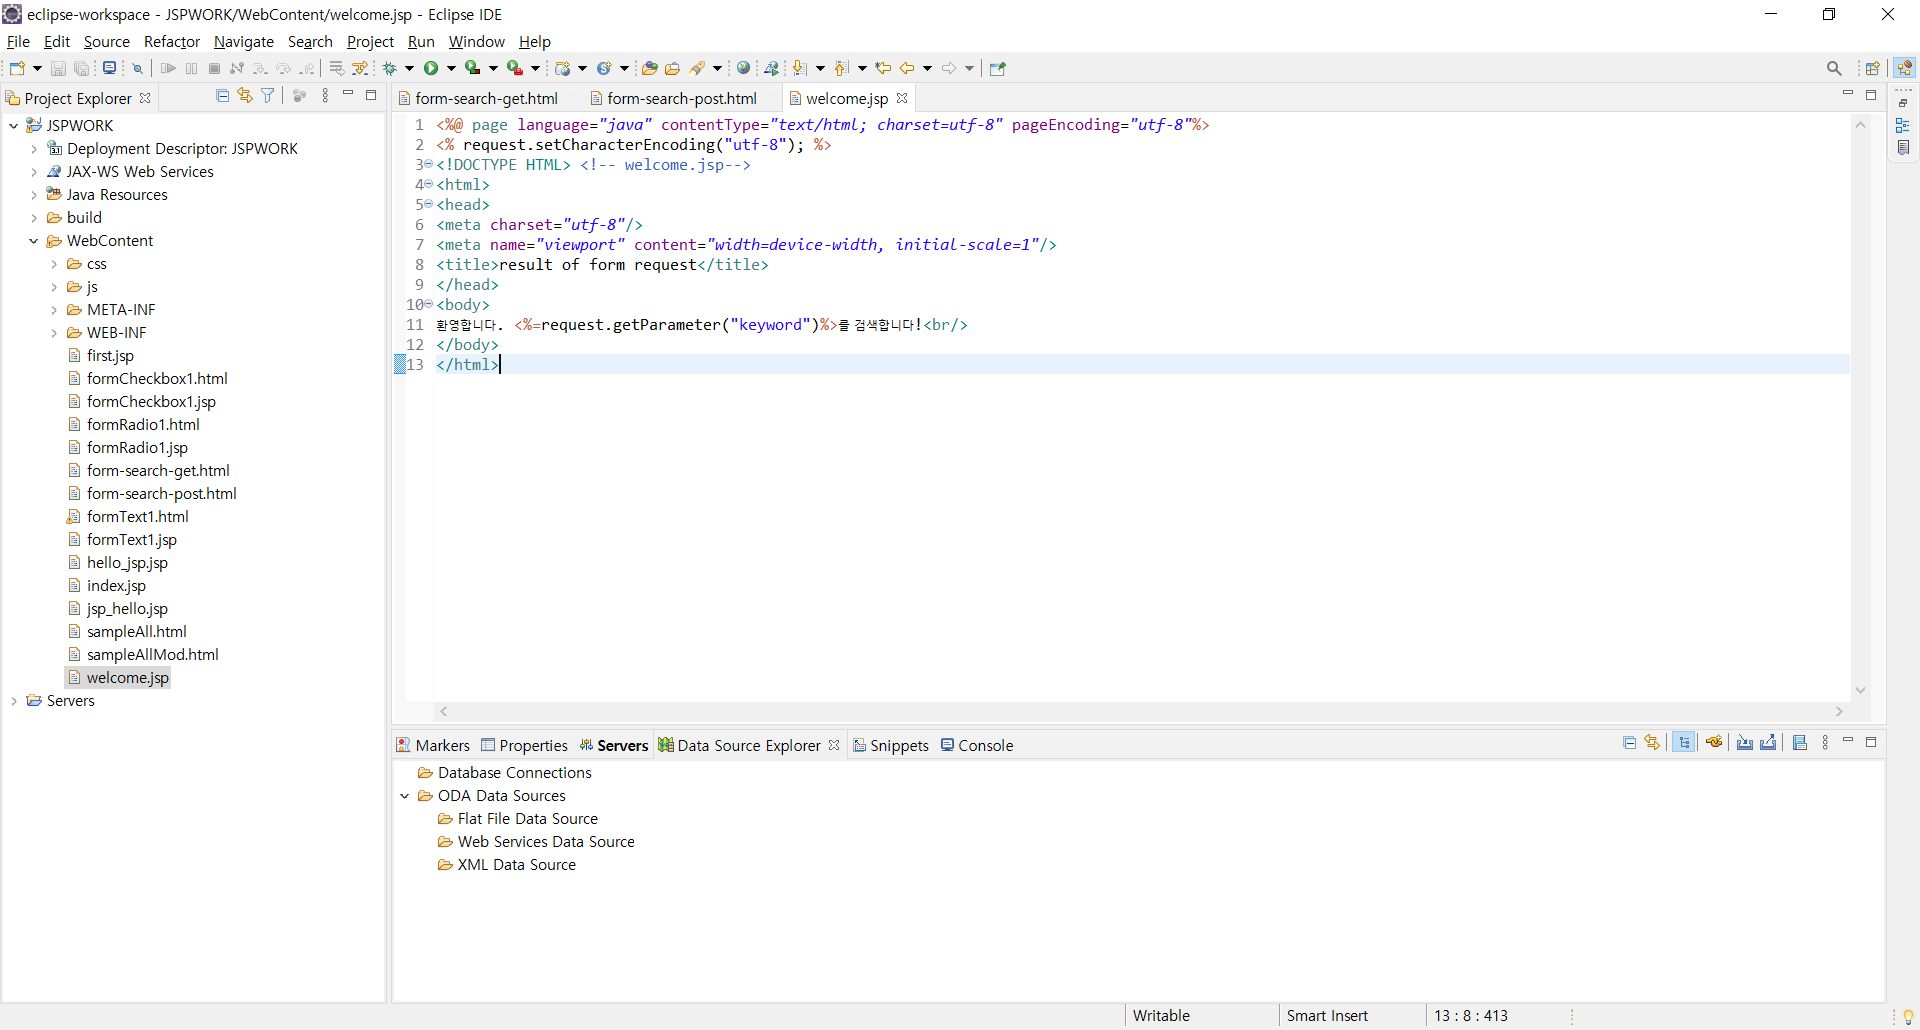 eclipse-workspace - JSPWORK/WebContent/welcome.jsp - Eclipse IDE
File Edit Source Refactor Navigate Search Project Run Window Help
Project Explorer
JSPWORK
Deployment Descriptor: JSPWORK
JAX-WS Web Services
Java Resources
build
WebContent
css
js
META-INF
WEB-INF
first.jsp
formCheckbox1.html
formCheckbox1.jsp
formRadio1.html
formRadio1.jsp
form-search-get.html
form-search-post.html
formText1.html
formText1.jsp
hello_jsp.jsp
index.jsp
jsp_hello.jsp
sampleAll.html
sampleAllMod.html
welcome.jsp
Servers
form-search-get.html form-search-post.html welcome.jsp
1 <%@ page language="java" contentType="text/html; charset=utf-8" pageEncoding="utf-8"%>
2 <% request.setCharacterEncoding("utf-8"); %>
3 <!DOCTYPE HTML> <!-- welcome.jsp-->
4 <html>
5 <head>
6 <meta charset="utf-8"/>
7 <meta name="viewport" content="width=device-width, initial-scale=1"/>
8 <title>result of form request</title>
9 </head>
10 <body>
11 환영합니다. <%=request.getParameter("keyword")%>를 검색합니다!<br/>
12 </body>
13 </html>
Markers Properties Servers Data Source Explorer Snippets Console
Database Connections
ODA Data Sources
Flat File Data Source
Web Services Data Source
XML Data Source
Writable Smart Insert 13 : 8 : 413